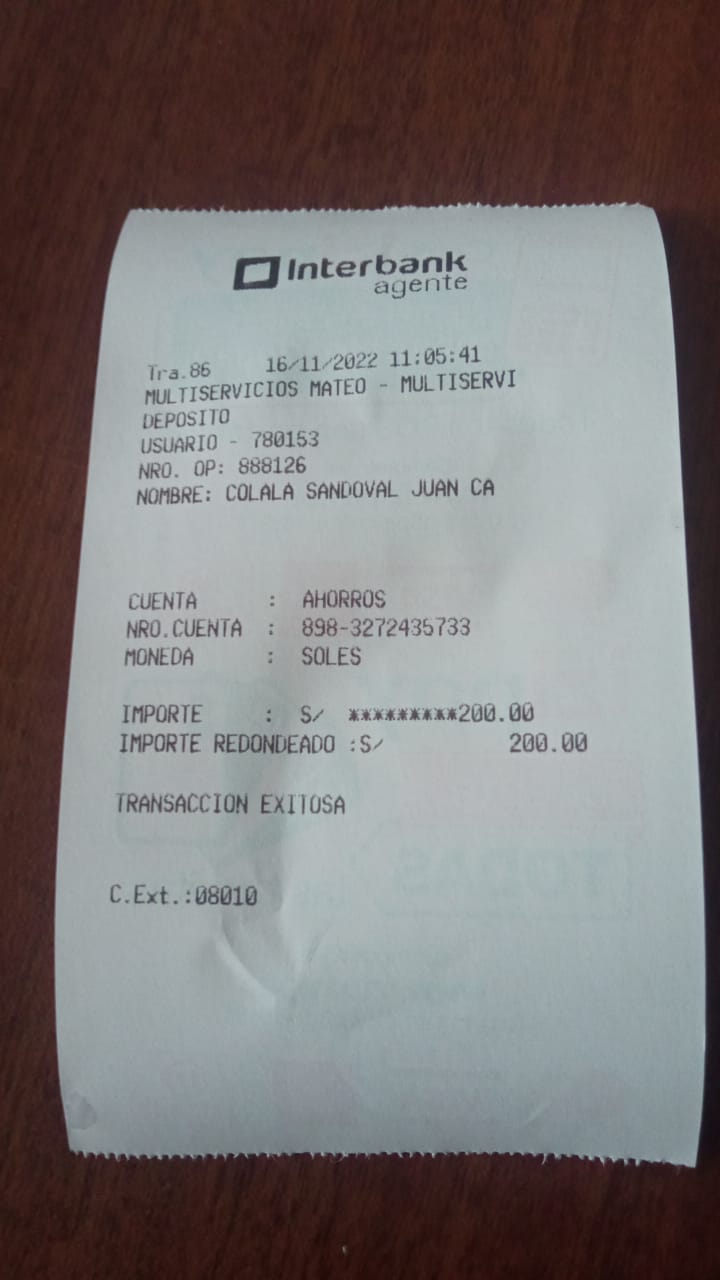 Interbank
agente
Tra.86 16/11/2022 11:05:41
MULTISERVICIOS MATEO - MULTISERVI
DEPOSITO
USUARIO - 780153
NRO. OP: 888126
NOMBRE: COLALA SANDOVAL JUAN CA
CUENTA : AHORROS
NRO.CUENTA : 898-3272435733
MONEDA : SOLES
IMPORTE : S/ *********200.00
IMPORTE REDONDEADO :S/ 200.00
TRANSACCION EXITOSA
C.Ext.:08010